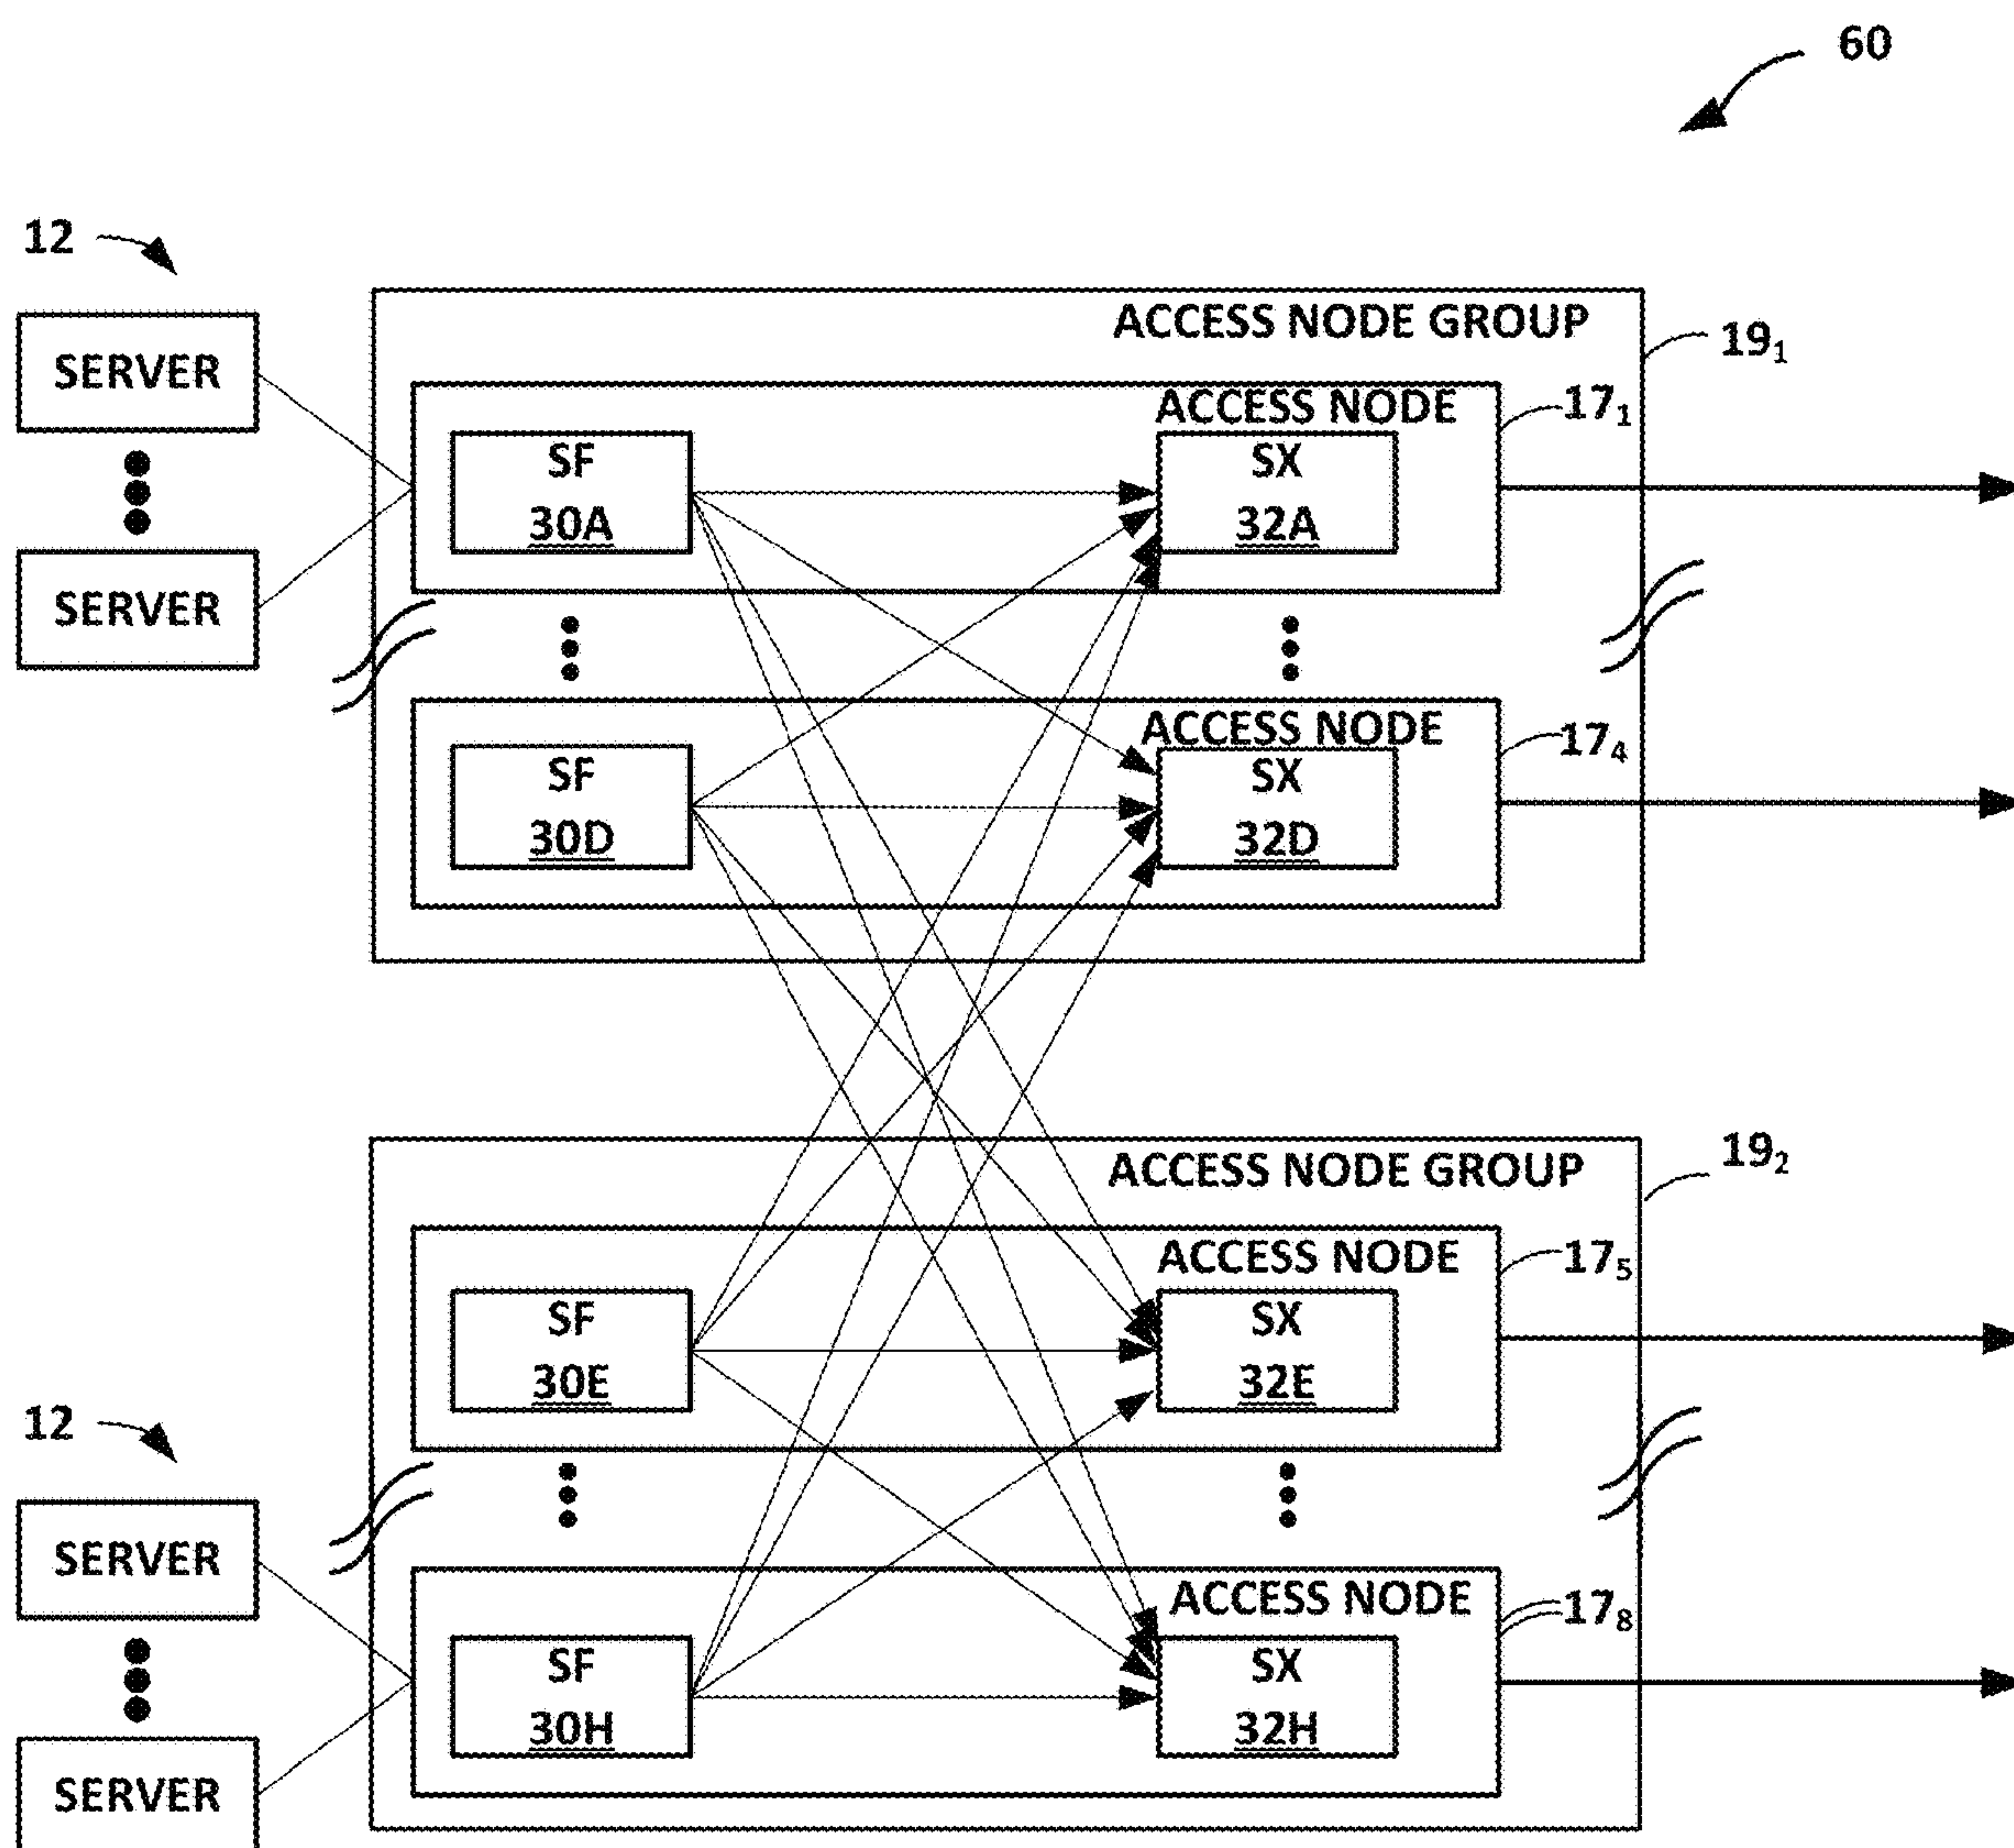 60
12
SERVER
SERVER
ACCESS NODE GROUP
19₁
ACCESS NODE
17₁
SF
30A
SX
32A
ACCESS NODE
17₄
SF
30D
SX
32D
ACCESS NODE GROUP
19₂
ACCESS NODE
17₅
SF
30E
SX
32E
12
SERVER
SERVER
ACCESS NODE
17₈
SF
30H
SX
32H